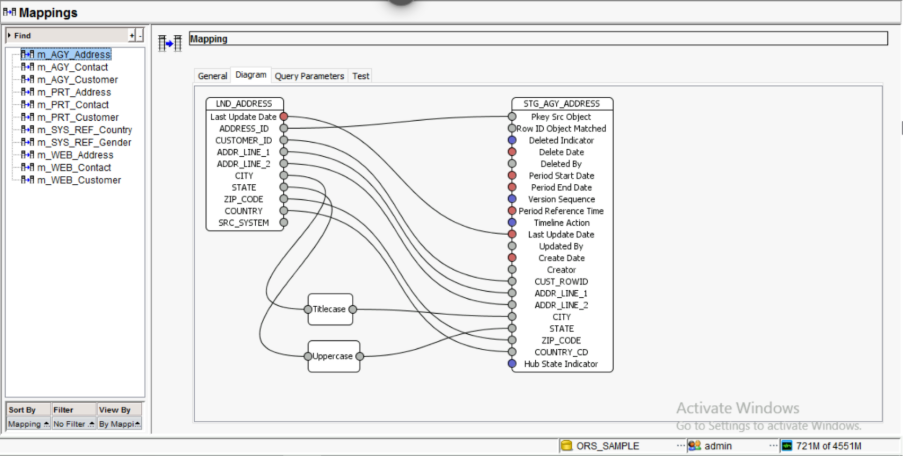 Mappings
Find
+ -
m_AGY_Address
m_AGY_Contact
m_AGY_Customer
m_PRT_Address
m_PRT_Contact
m_PRT_Customer
m_SYS_REF_Country
m_SYS_REF_Gender
m_WEB_Address
m_WEB_Contact
m_WEB_Customer
Sort By Filter View By
Mapping No Filter By Mappi
Mapping
General Diagram Query Parameters Test
LND_ADDRESS
Last Update Date
ADDRESS_ID
CUSTOMER_ID
ADDR_LINE_1
ADDR_LINE_2
CITY
STATE
ZIP_CODE
COUNTRY
SRC_SYSTEM
Titlecase
Uppercase
STG_AGY_ADDRESS
Pkey Src Object
Row ID Object Matched
Deleted Indicator
Delete Date
Deleted By
Period Start Date
Period End Date
Version Sequence
Period Reference Time
Timeline Action
Last Update Date
Updated By
Create Date
Creator
CUST_ROWID
ADDR_LINE_1
ADDR_LINE_2
CITY
STATE
ZIP_CODE
COUNTRY_CD
Hub State Indicator
Activate Windows
Go to Settings to activate Windows.
ORS_SAMPLE ... admin ... 721M of 4551M